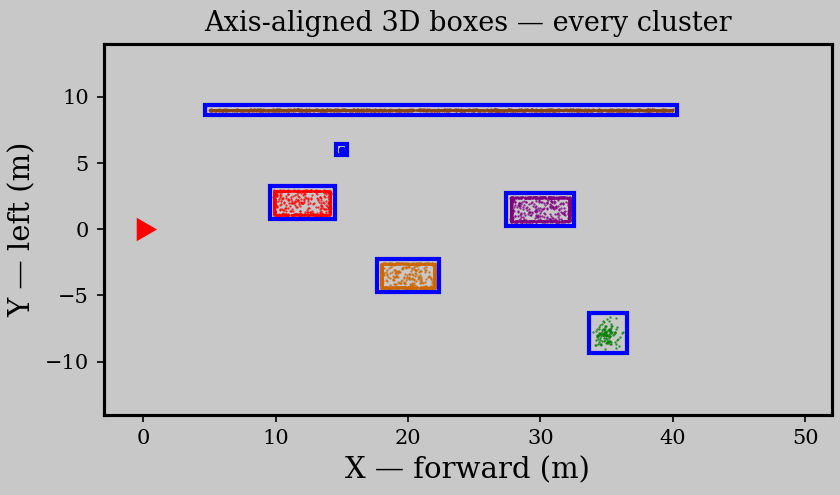 Axis-aligned 3D boxes — every cluster
Y — left (m)
10
5
0
−5
−10
0 10 20 30 40 50
X — forward (m)